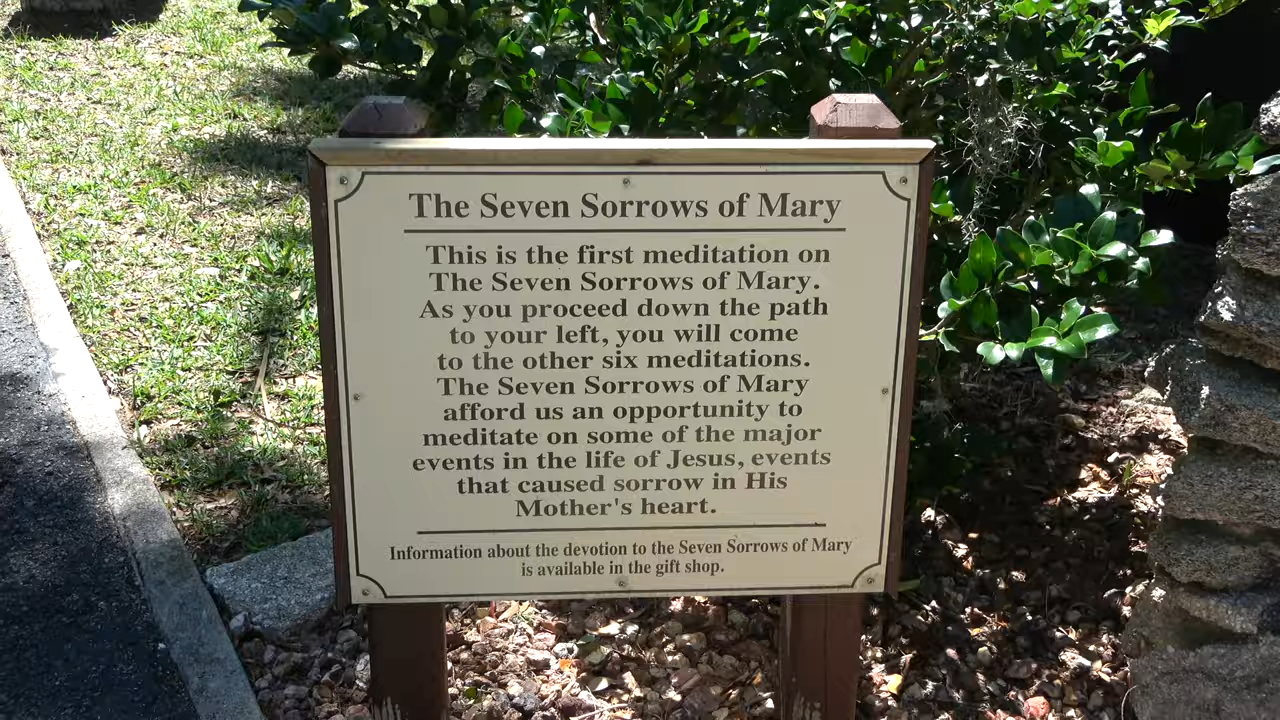 The Seven Sorrows of Mary
This is the first meditation on
The Seven Sorrows of Mary.
As you proceed down the path
to your left, you will come
to the other six meditations.
The Seven Sorrows of Mary
afford us an opportunity to
meditate on some of the major
events in the life of Jesus, events
that caused sorrow in His
Mother's heart.
Information about the devotion to the Seven Sorrows of Mary
is available in the gift shop.